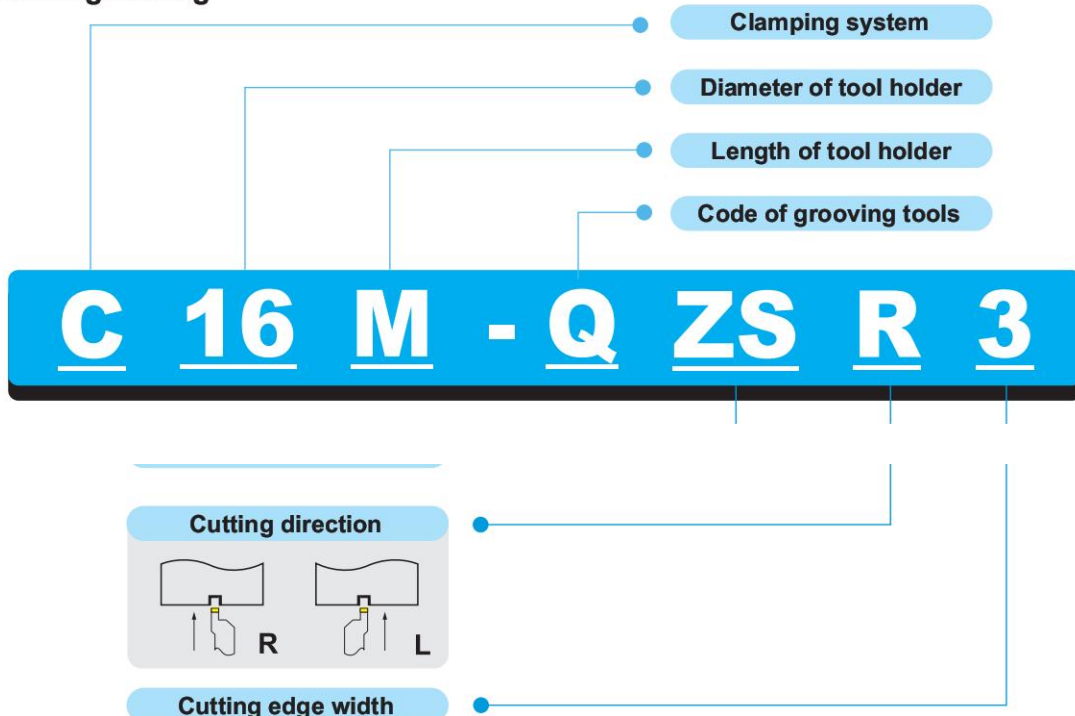 Clamping system
Diameter of tool holder
Length of tool holder
Code of grooving tools
C 16 M - Q ZS R 3
Cutting direction
R L
Cutting edge width